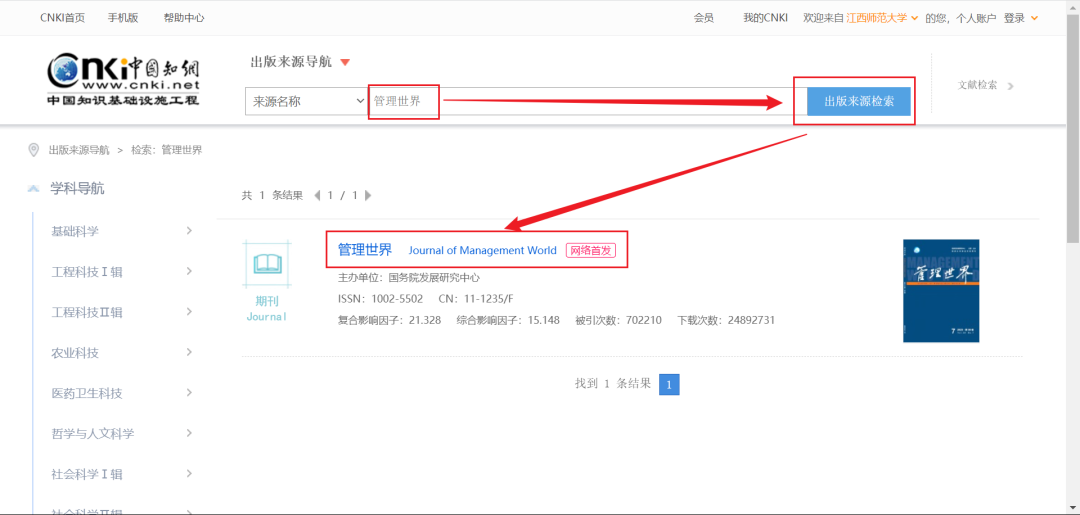 CNKI首页 手机版 帮助中心 会员 我的CNKI 欢迎来自 江西师范大学 的您，个人账户 登录
出版来源导航
Cnki中国知网
www.cnki.net
中国知识基础设施工程
来源名称 管理世界 出版来源检索 文献检索
出版来源导航 > 检索：管理世界
学科导航
共 1 条结果 1 / 1
基础科学
工程科技Ⅰ辑
工程科技Ⅱ辑
农业科技
医药卫生科技
哲学与人文科学
社会科学Ⅰ辑
社会科学Ⅱ辑
期刊
Journal
管理世界 Journal of Management World 网络首发
主办单位：国务院发展研究中心
ISSN：1002-5502 CN：11-1235/F
复合影响因子：21.328 综合影响因子：15.148 被引次数：702210 下载次数：24892731
MANAGEMENT
管理世界
7
找到 1 条结果 1